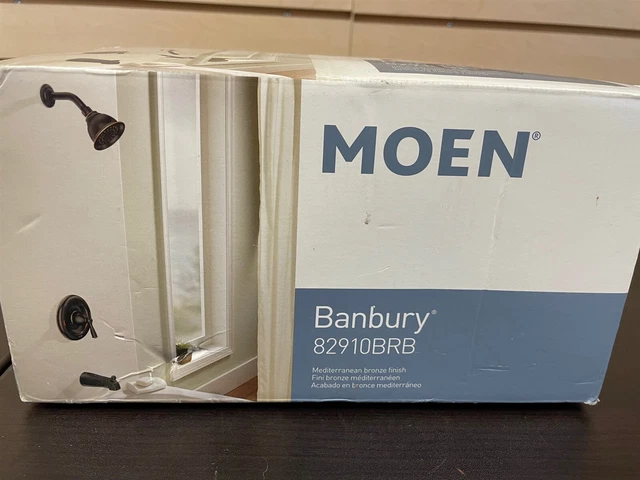 MOEN®
Banbury®
82910BRB
Mediterranean bronze finish
Fini bronze méditerranéen
Acabado en bronce mediterráneo